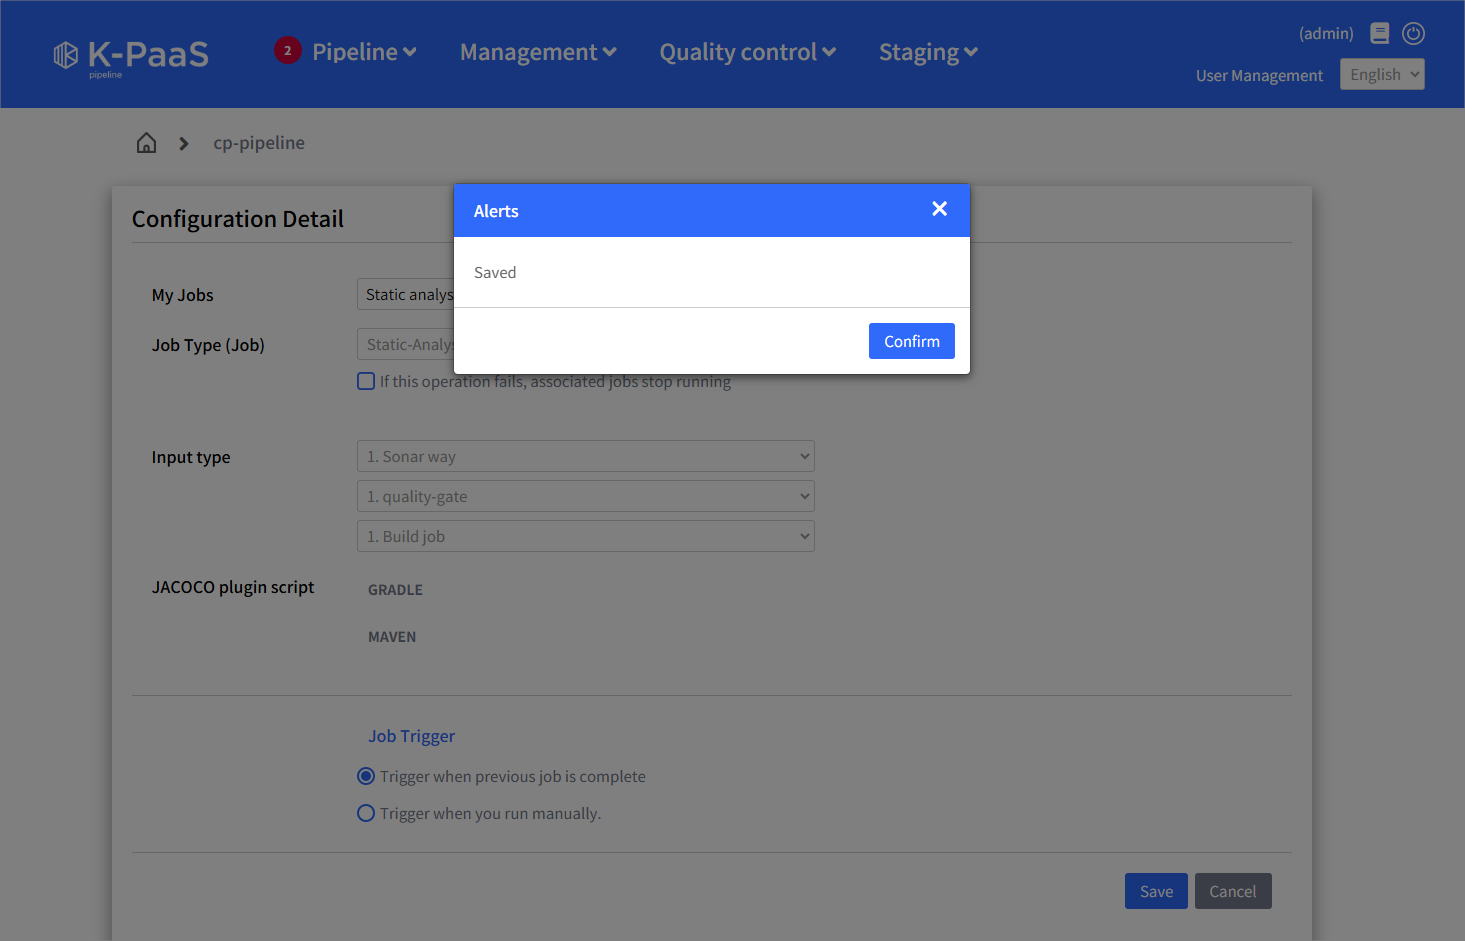 (admin)
K-PaaS
pipeline
2
Pipeline
Management
Quality control
Staging
User Management
English
cp-pipeline
Configuration Detail
Alerts
Saved
Confirm
My Jobs
Static analys
Job Type (Job)
Static-Analys
If this operation fails, associated jobs stop running
Input type
1. Sonar way
1. quality-gate
1. Build job
JACOCO plugin script
GRADLE
MAVEN
Job Trigger
Trigger when previous job is complete
Trigger when you run manually.
Save
Cancel